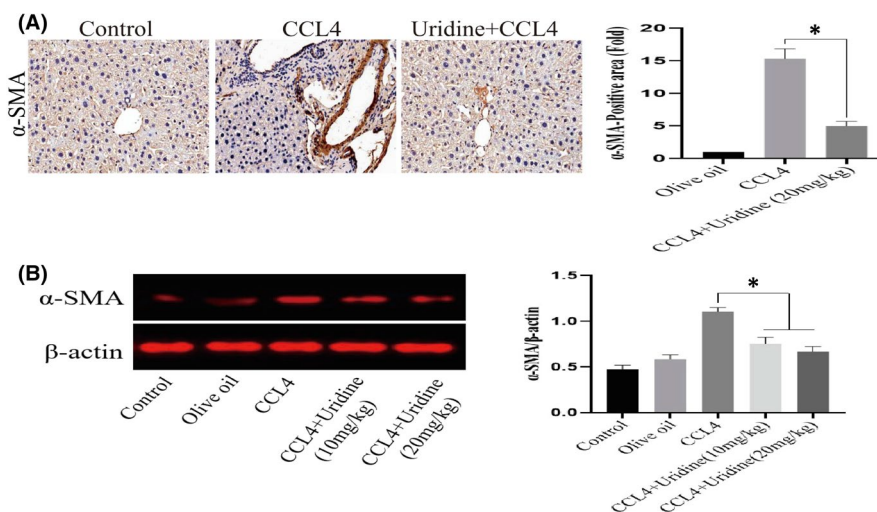 (A)
Control
CCL4
Uridine+CCL4
α-SMA
α-SMA-Positive area (Fold)
20
15
10
5
0
*
Olive oil
CCL4
CCL4+Uridine (20mg/kg)
(B)
α-SMA
β-actin
Control
Olive oil
CCL4
CCL4+Uridine
(10mg/kg)
CCL4+Uridine
(20mg/kg)
α-SMA/β-actin
1.5
1.0
0.5
0.0
*
Control
Olive oil
CCL4
CCL4+Uridine(10mg/kg)
CCL4+Uridine(20mg/kg)